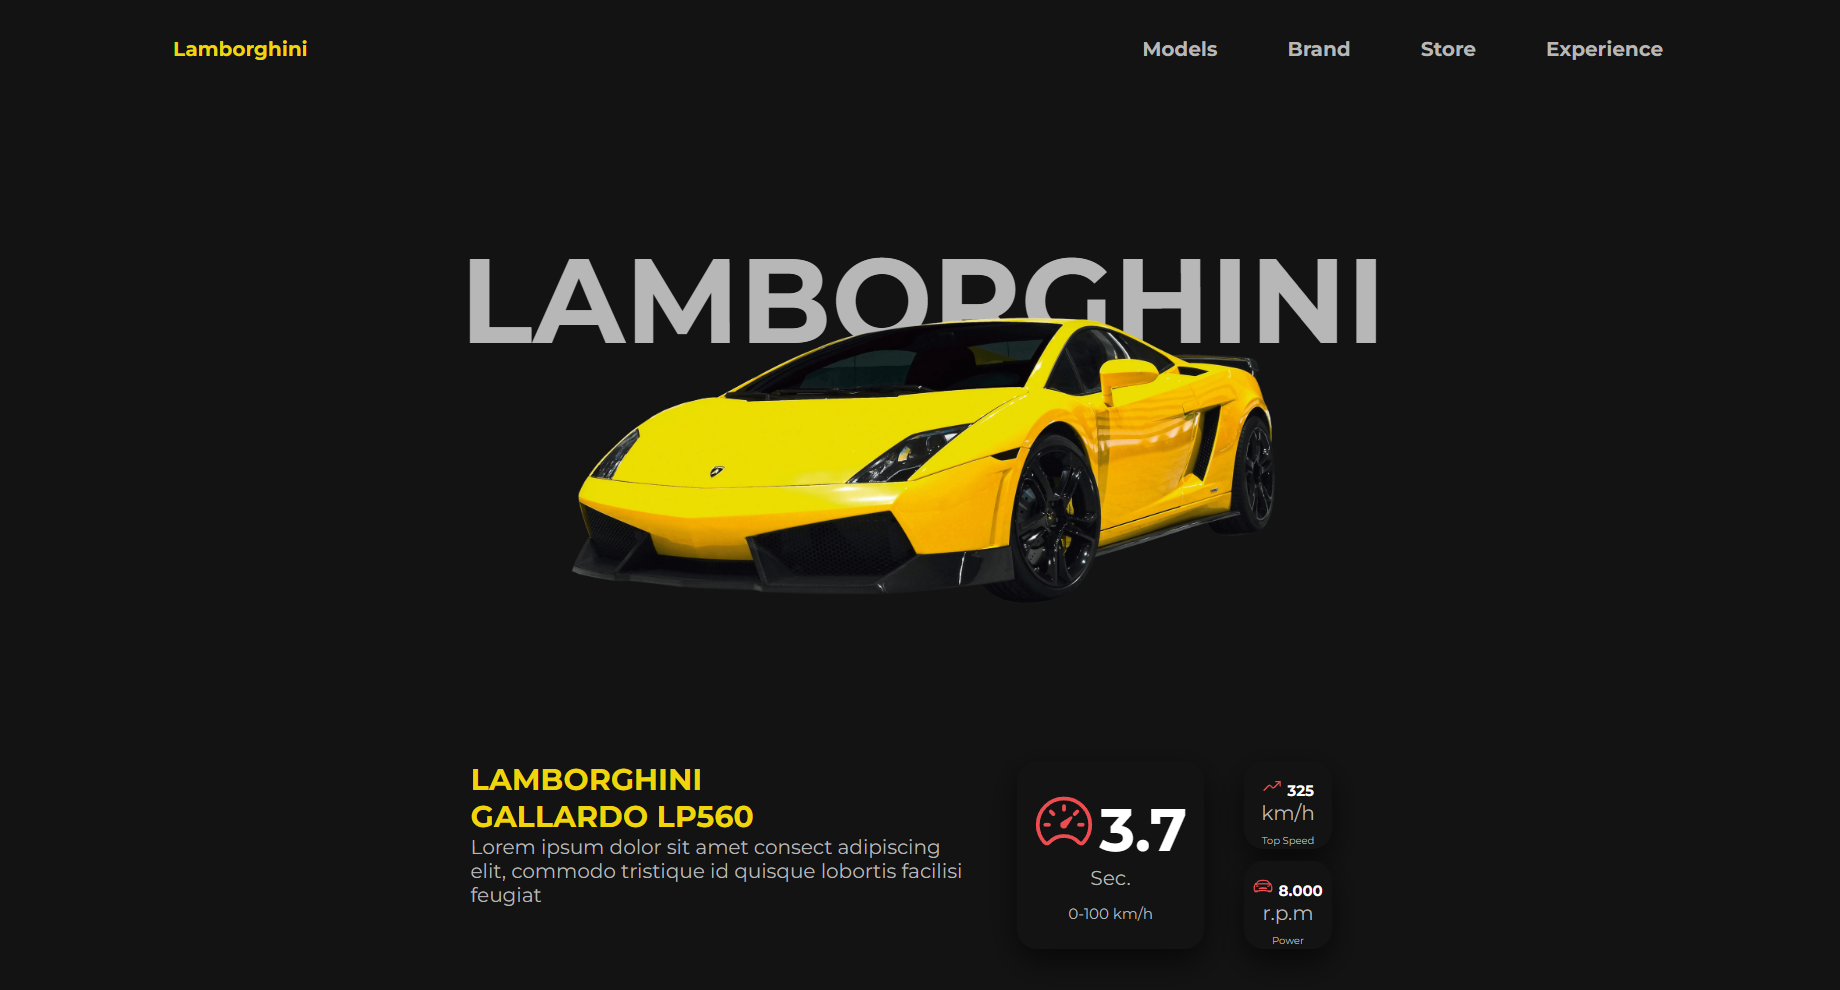 Lamborghini
Models Brand Store Experience
LAMBORGHINI
LAMBORGHINI
GALLARDO LP560
Lorem ipsum dolor sit amet consect adipiscing
elit, commodo tristique id quisque lobortis facilisi
feugiat
3.7
Sec.
0-100 km/h
325
km/h
Top Speed
8.000
r.p.m
Power